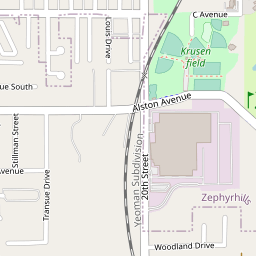 C Avenue
Louis Drive
Krusen
field
ue South
Alston Avenue
Stillman Street
Yeoman Subdivision
20th Street
Avenue
Transue Drive
Zephyrhills
Woodland Drive